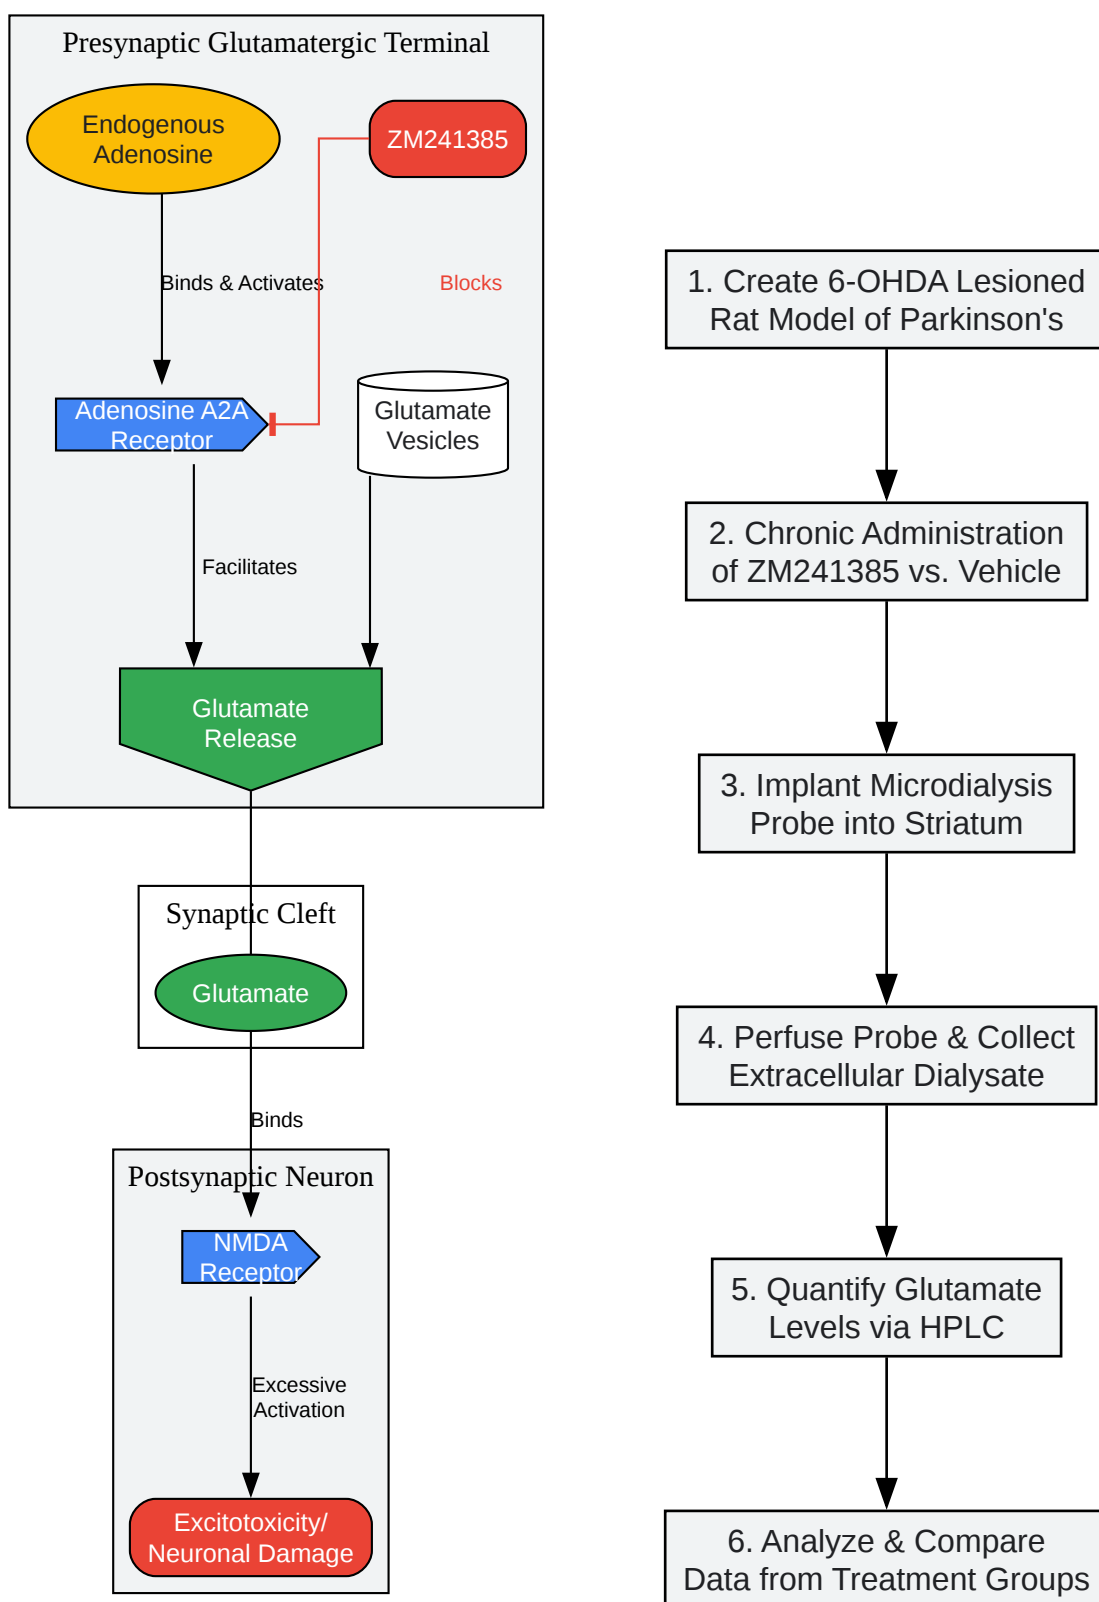 Presynaptic Glutamatergic Terminal
Endogenous
Adenosine
ZM241385
Binds & Activates
Blocks
Adenosine A2A
Receptor
Glutamate
Vesicles
Facilitates
Glutamate
Release
Synaptic Cleft
Glutamate
Binds
Postsynaptic Neuron
NMDA
Receptor
Excessive
Activation
Excitotoxicity/
Neuronal Damage
1. Create 6-OHDA Lesioned
Rat Model of Parkinson's
2. Chronic Administration
of ZM241385 vs. Vehicle
3. Implant Microdialysis
Probe into Striatum
4. Perfuse Probe & Collect
Extracellular Dialysate
5. Quantify Glutamate
Levels via HPLC
6. Analyze & Compare
Data from Treatment Groups